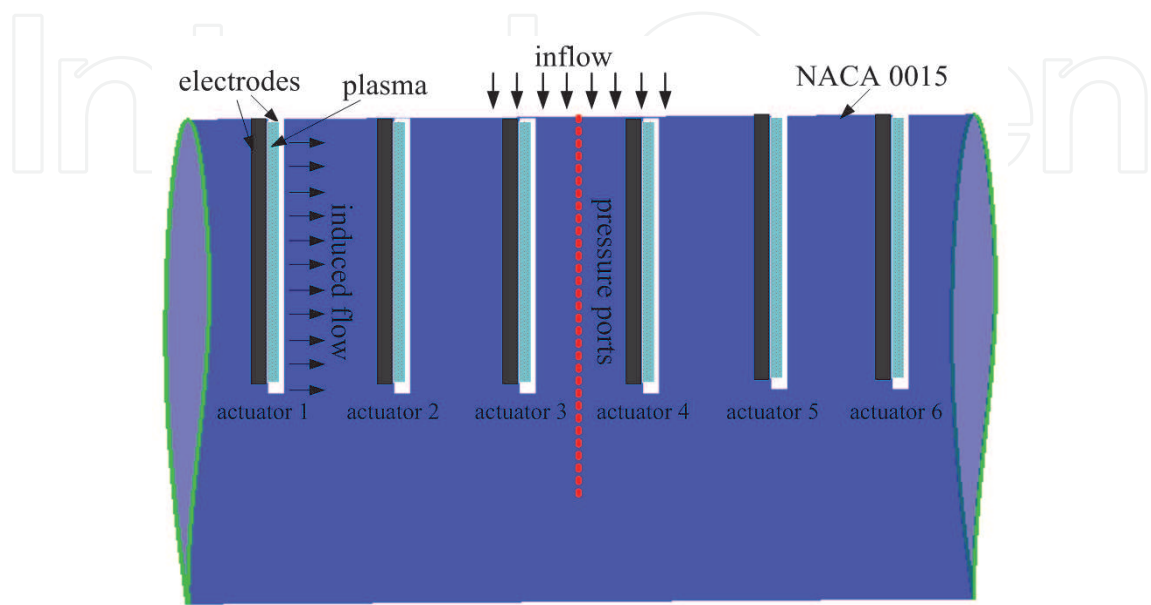 inflow
NACA 0015
electrodes
plasma
induced flow
pressure ports
actuator 1
actuator 2
actuator 3
actuator 4
actuator 5
actuator 6